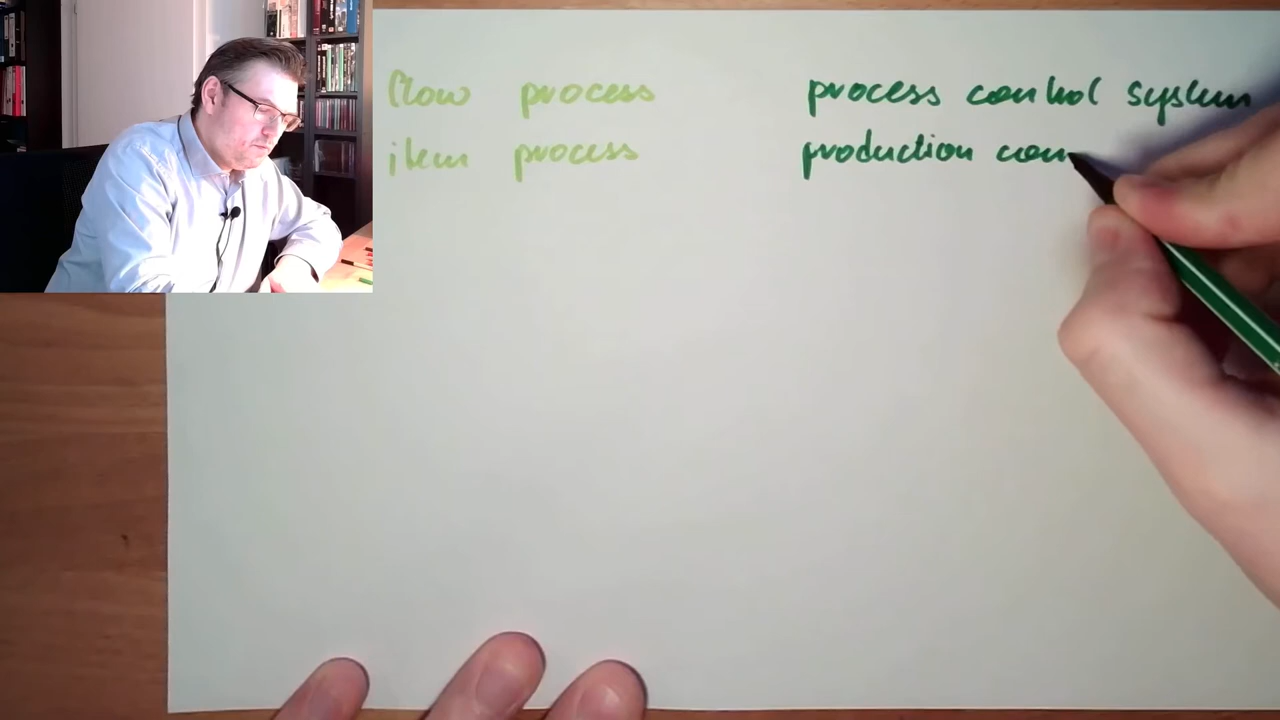 flow process process control system
item process production con